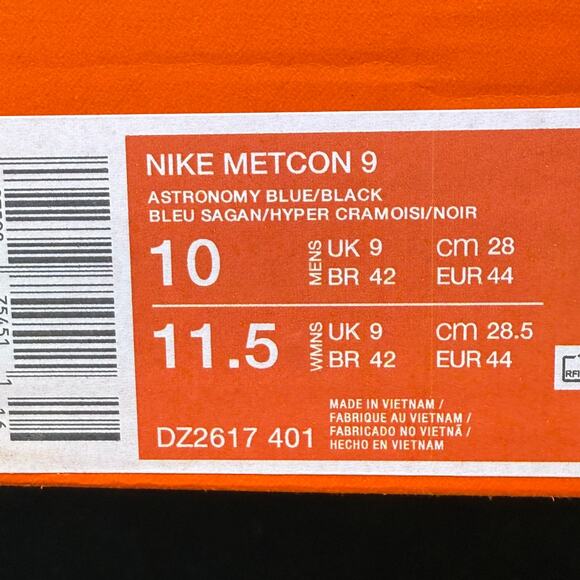 NIKE METCON 9
ASTRONOMY BLUE/BLACK
BLEU SAGAN/HYPER CRAMOISI/NOIR
10 MENS UK 9 CM 28
BR 42 EUR 44
11.5 WMNS UK 9 CM 28.5
BR 42 EUR 44
DZ2617 401
MADE IN VIETNAM /
FABRIQUE AU VIETNAM /
FABRICADO NO VIETNÃ /
HECHO EN VIETNAM
75451